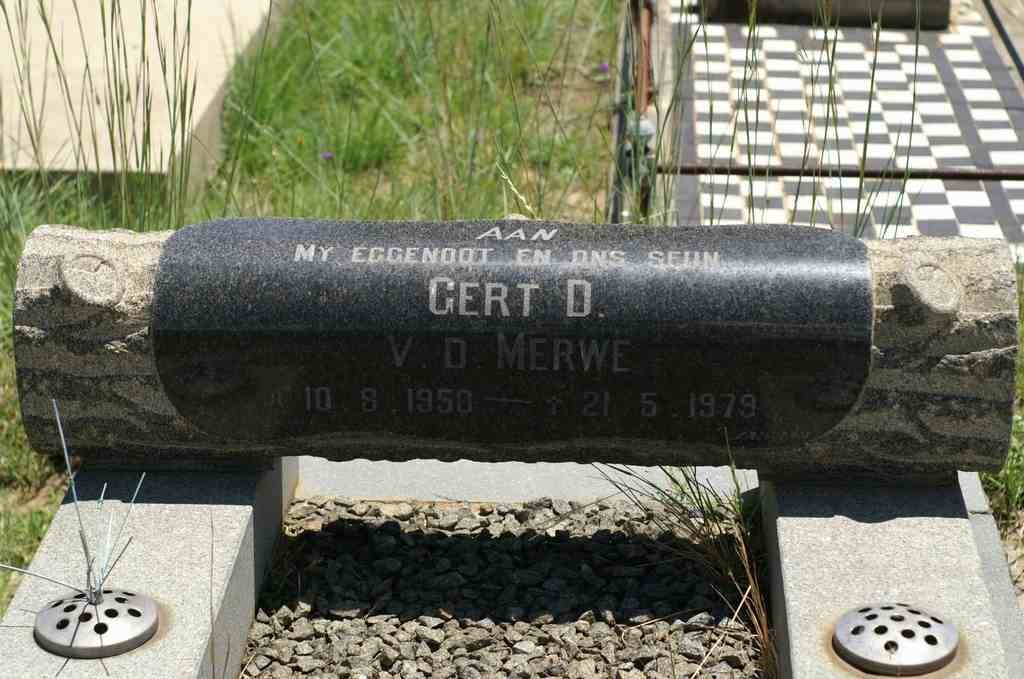 AAN
MY EGGENOOT EN ONS SEUN
GERT D.
V. D. MERWE
10. 8. 1950 — † 21. 5. 1979